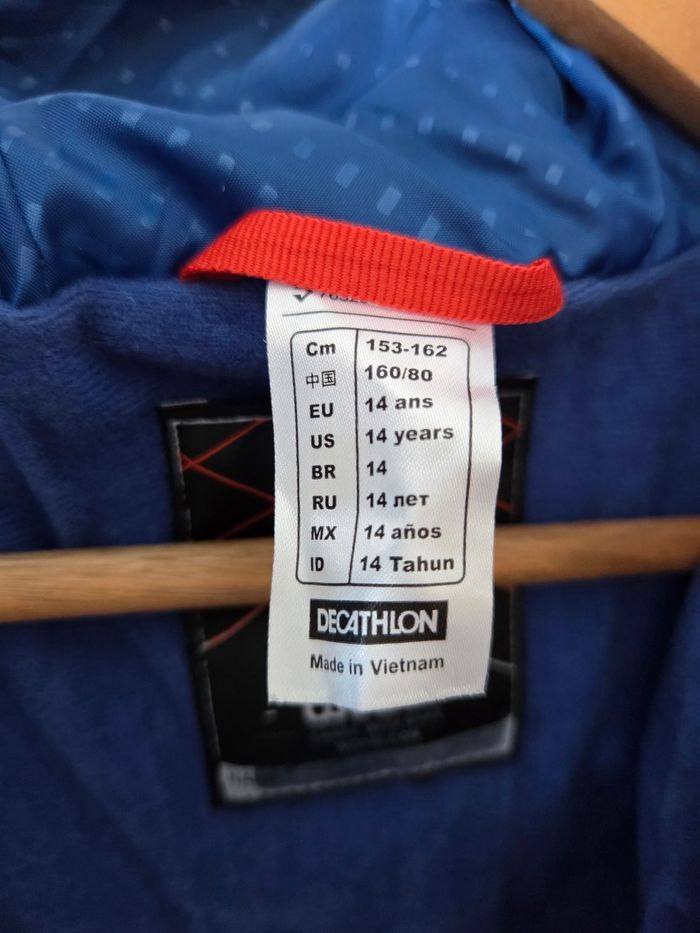 Cm 153-162
中国 160/80
EU 14 ans
US 14 years
BR 14
RU 14 лет
MX 14 años
ID 14 Tahun
DECATHLON
Made in Vietnam